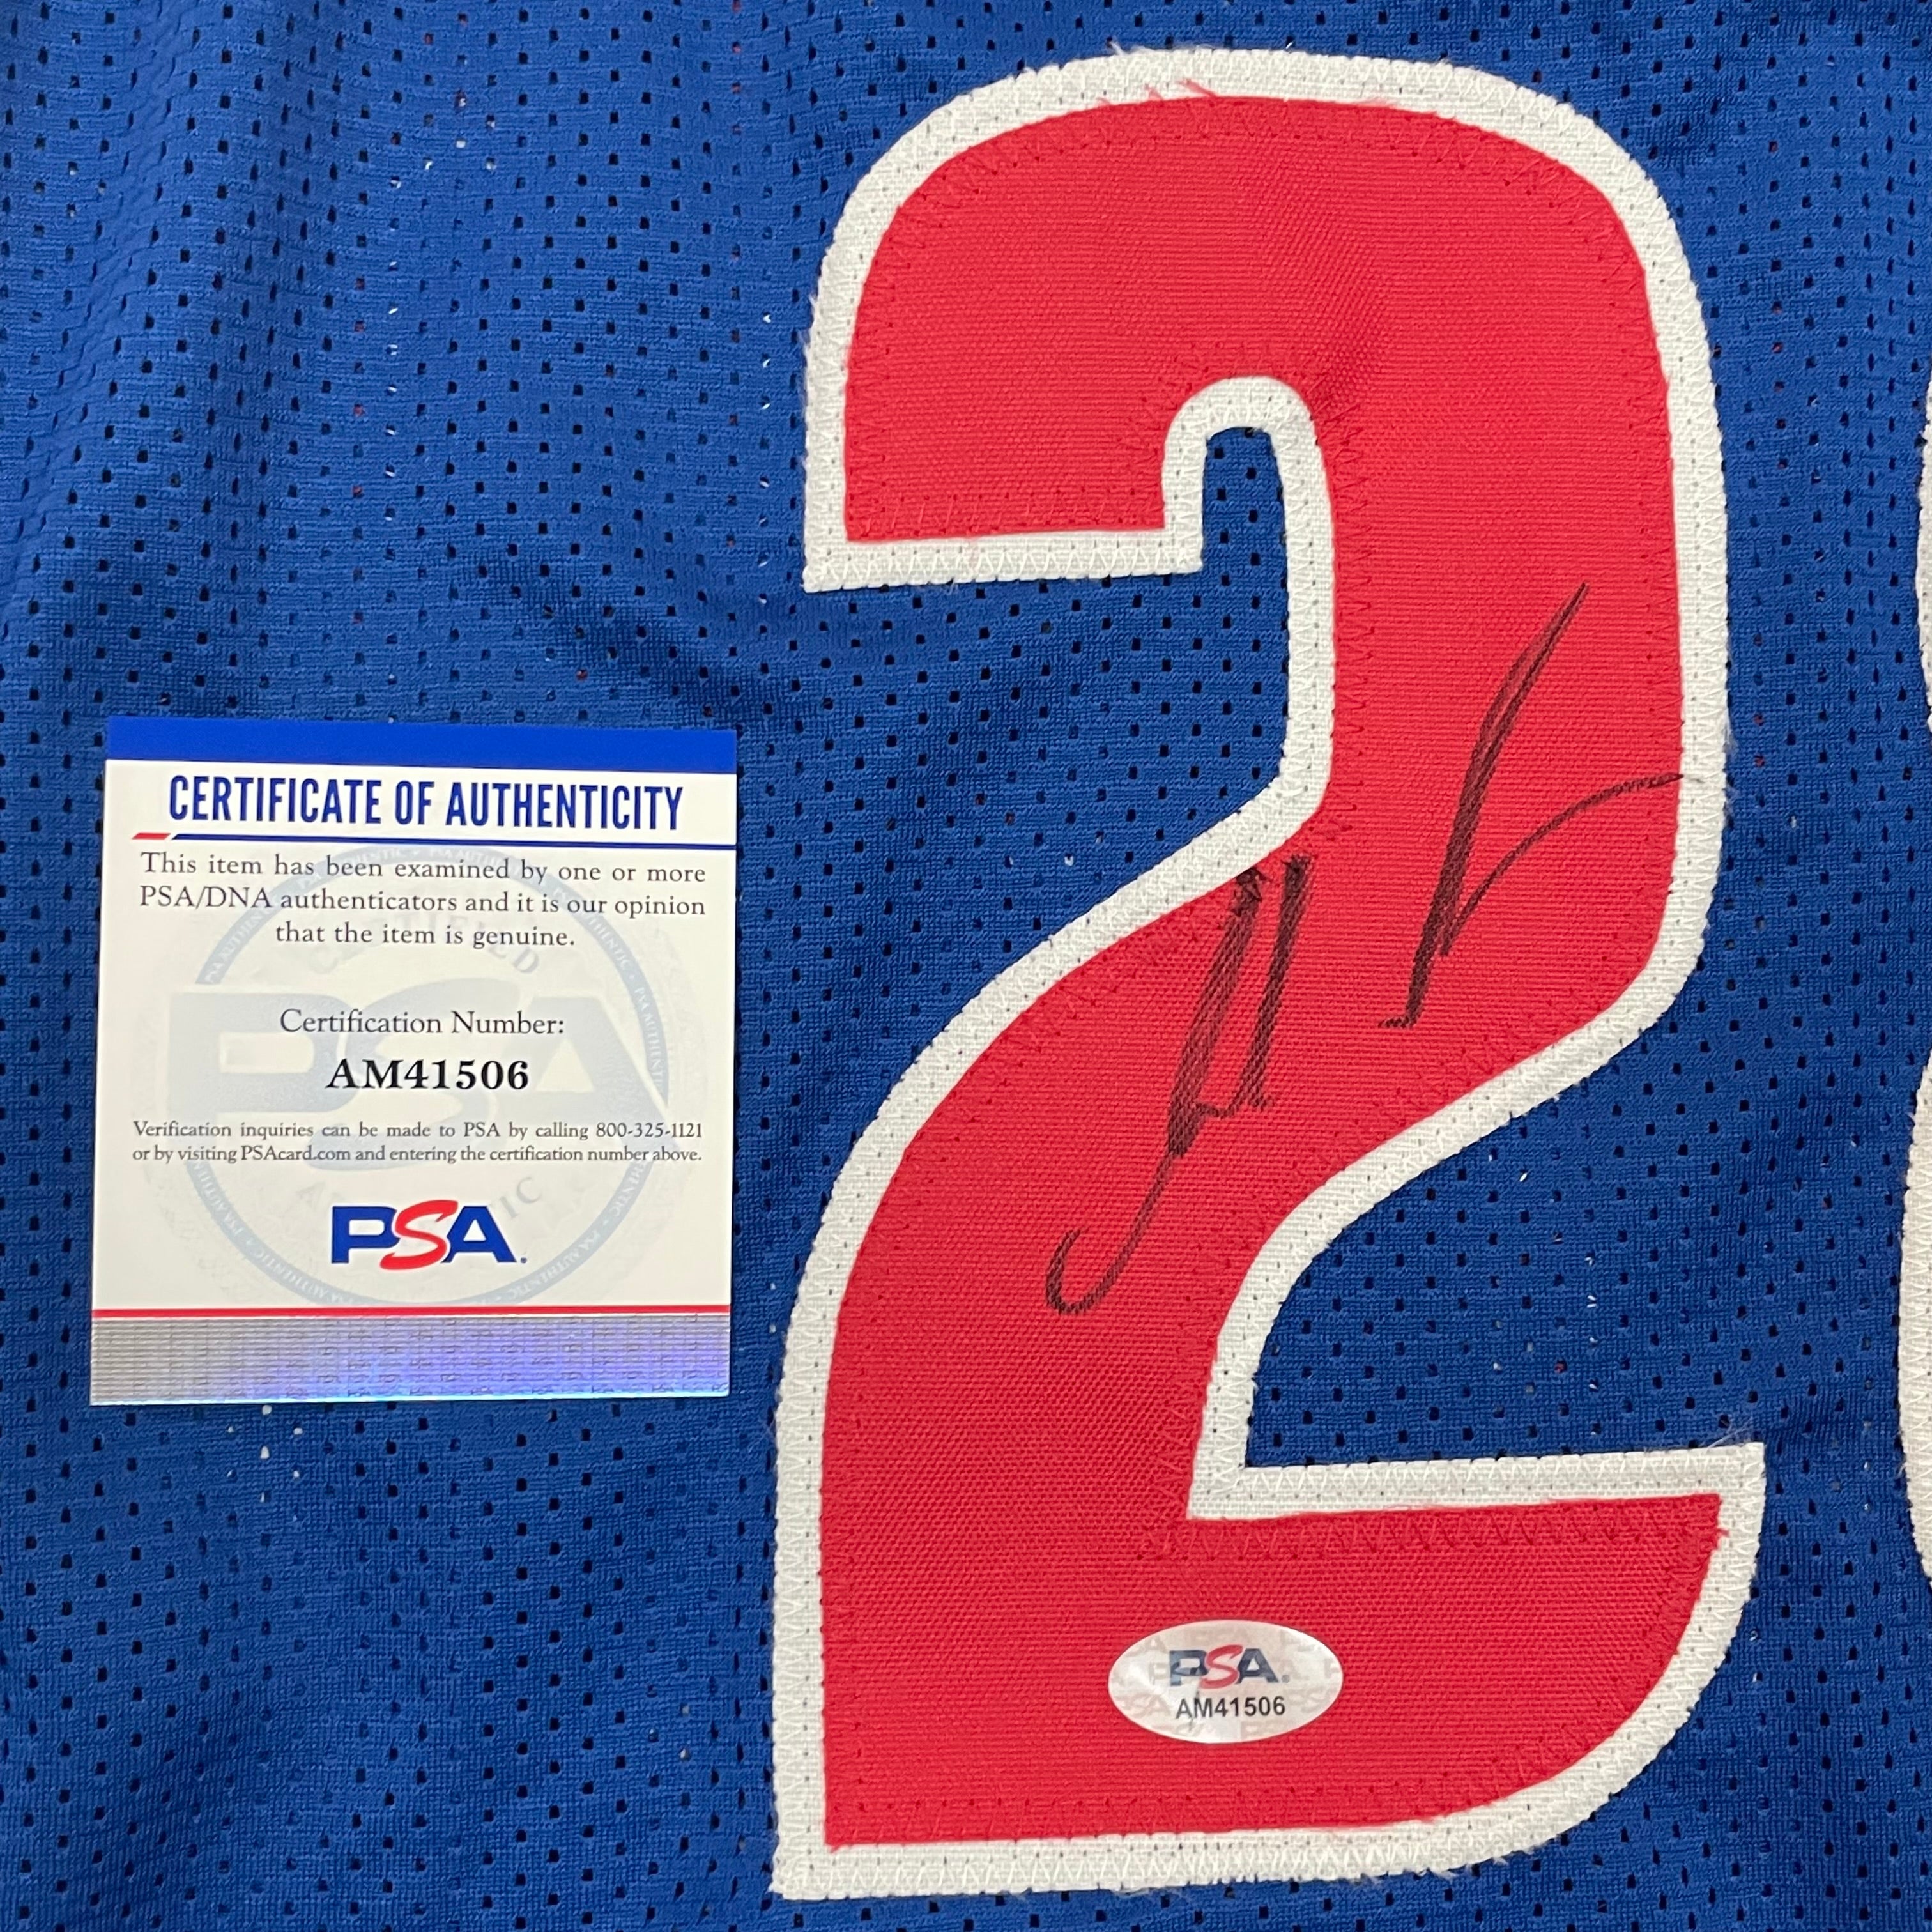 2
CERTIFICATE OF AUTHENTICITY
This item has been examined by one or more
PSA/DNA authenticators and it is our opinion
that the item is genuine.
Certification Number:
AM41506
Verification inquiries can be made to PSA by calling 800-325-1121
or by visiting PSAcard.com and entering the certification number above.
PSA.
PSA.
AM41506